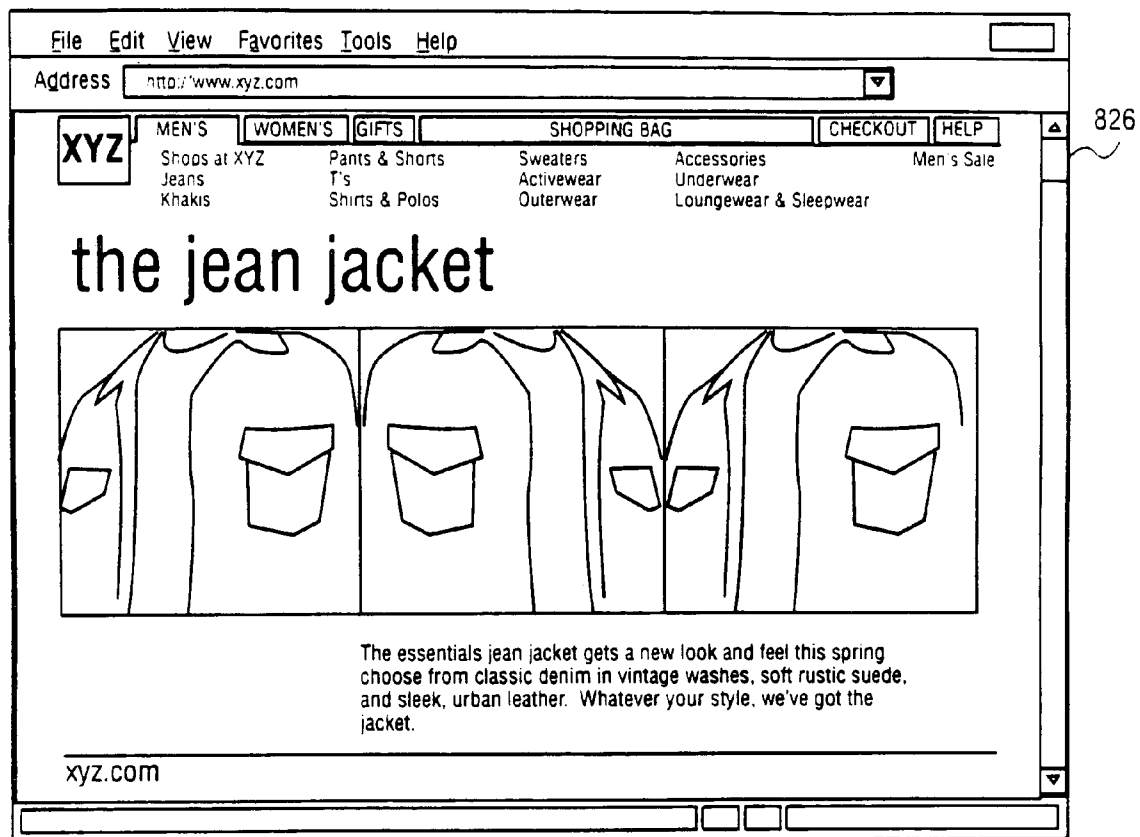 File Edit View Favorites Tools Help
Address http://www.xyz.com
826
XYZ MEN'S WOMEN'S GIFTS SHOPPING BAG CHECKOUT HELP
Shops at XYZ Pants & Shorts Sweaters Accessories Men's Sale
Jeans T's Activewear Underwear
Khakis Shirts & Polos Outerwear Loungewear & Sleepwear
the jean jacket
The essentials jean jacket gets a new look and feel this spring
choose from classic denim in vintage washes, soft rustic suede,
and sleek, urban leather. Whatever your style, we've got the
jacket.
xyz.com